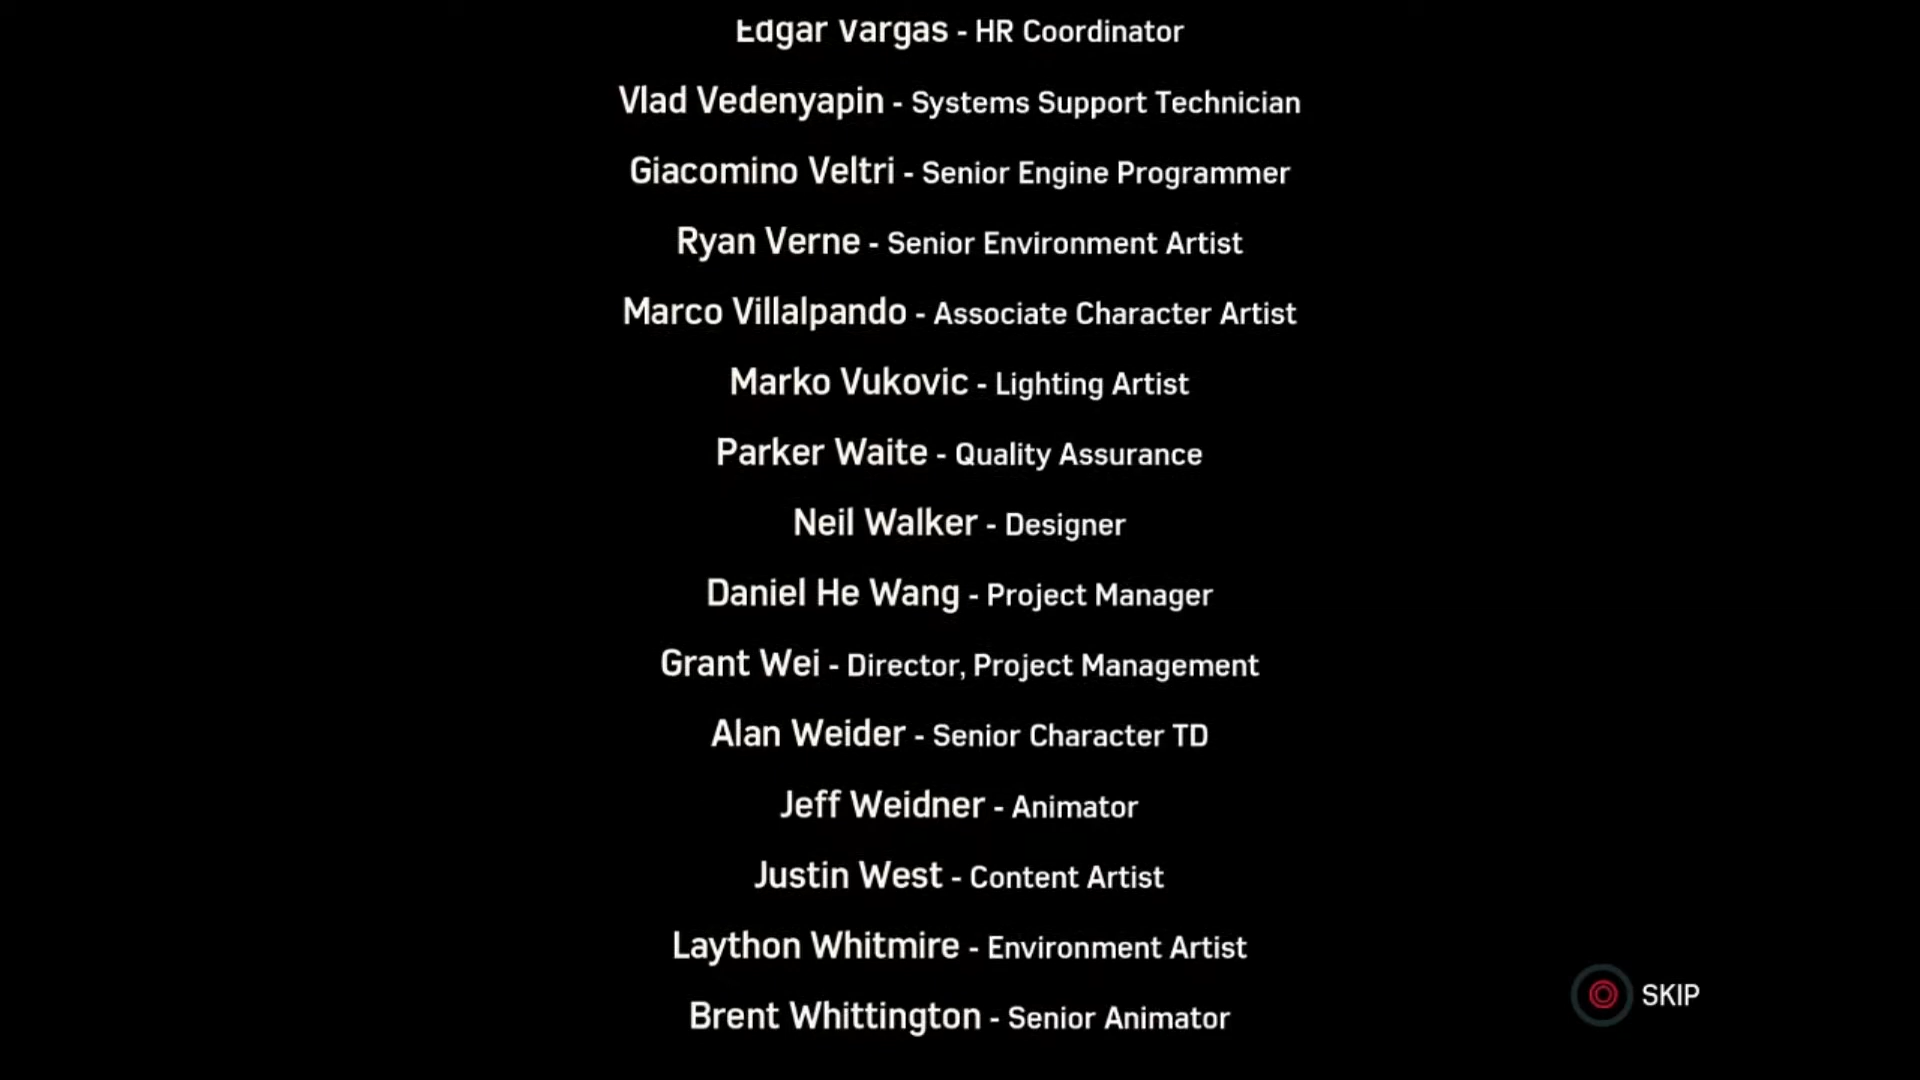 Edgar Vargas - HR Coordinator
Vlad Vedenyapin - Systems Support Technician
Giacomino Veltri - Senior Engine Programmer
Ryan Verne - Senior Environment Artist
Marco Villalpando - Associate Character Artist
Marko Vukovic - Lighting Artist
Parker Waite - Quality Assurance
Neil Walker - Designer
Daniel He Wang - Project Manager
Grant Wei - Director, Project Management
Alan Weider - Senior Character TD
Jeff Weidner - Animator
Justin West - Content Artist
Laython Whitmire - Environment Artist
Brent Whittington - Senior Animator
SKIP